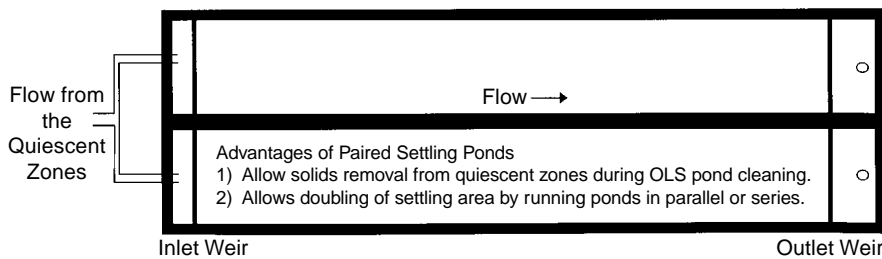 Flow from
the
Quiescent
Zones
Flow
Advantages of Paired Settling Ponds
1) Allow solids removal from quiescent zones during OLS pond cleaning.
2) Allows doubling of settling area by running ponds in parallel or series.
Inlet Weir
Outlet Weir